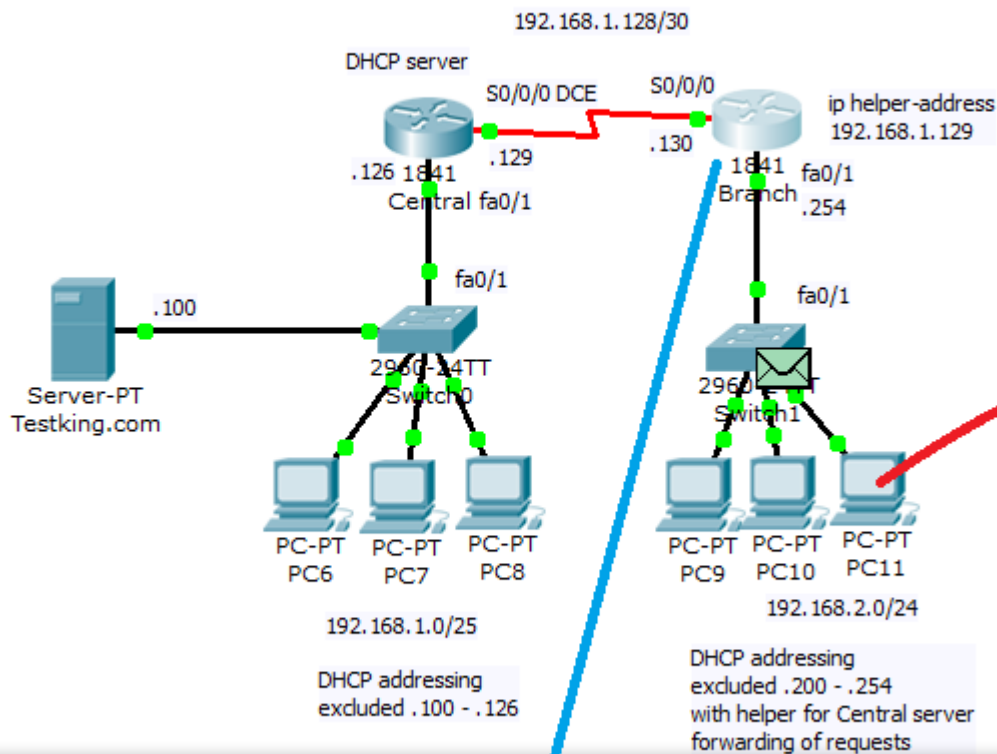 192.168.1.128/30
DHCP server
S0/0/0 DCE
S0/0/0
ip helper-address
192.168.1.129
.126
1841
Central fa0/1
.129
.130
1841
Branch
fa0/1
.254
fa0/1
fa0/1
.100
Server-PT
Testking.com
2960-24TT
Switch0
Switch1
PC-PT
PC6
PC-PT
PC7
PC-PT
PC8
PC-PT
PC9
PC-PT
PC10
PC-PT
PC11
192.168.1.0/25
192.168.2.0/24
DHCP addressing
excluded .100 - .126
DHCP addressing
excluded .200 - .254
with helper for Central server
forwarding of requests